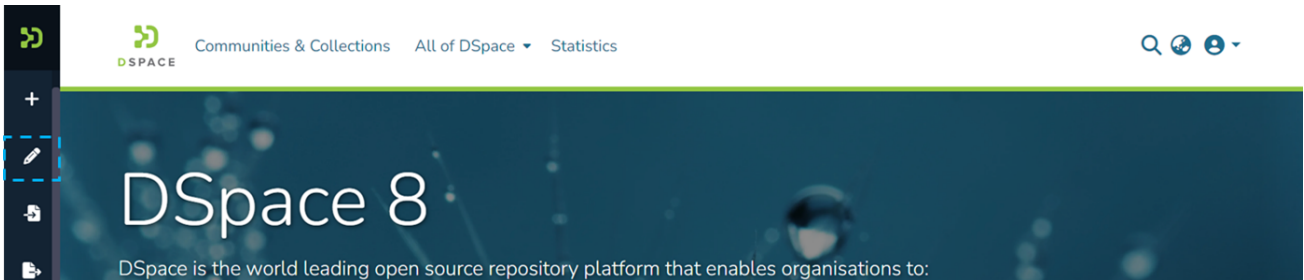 DSPACE
Communities & Collections All of DSpace Statistics
DSpace 8
DSpace is the world leading open source repository platform that enables organisations to: